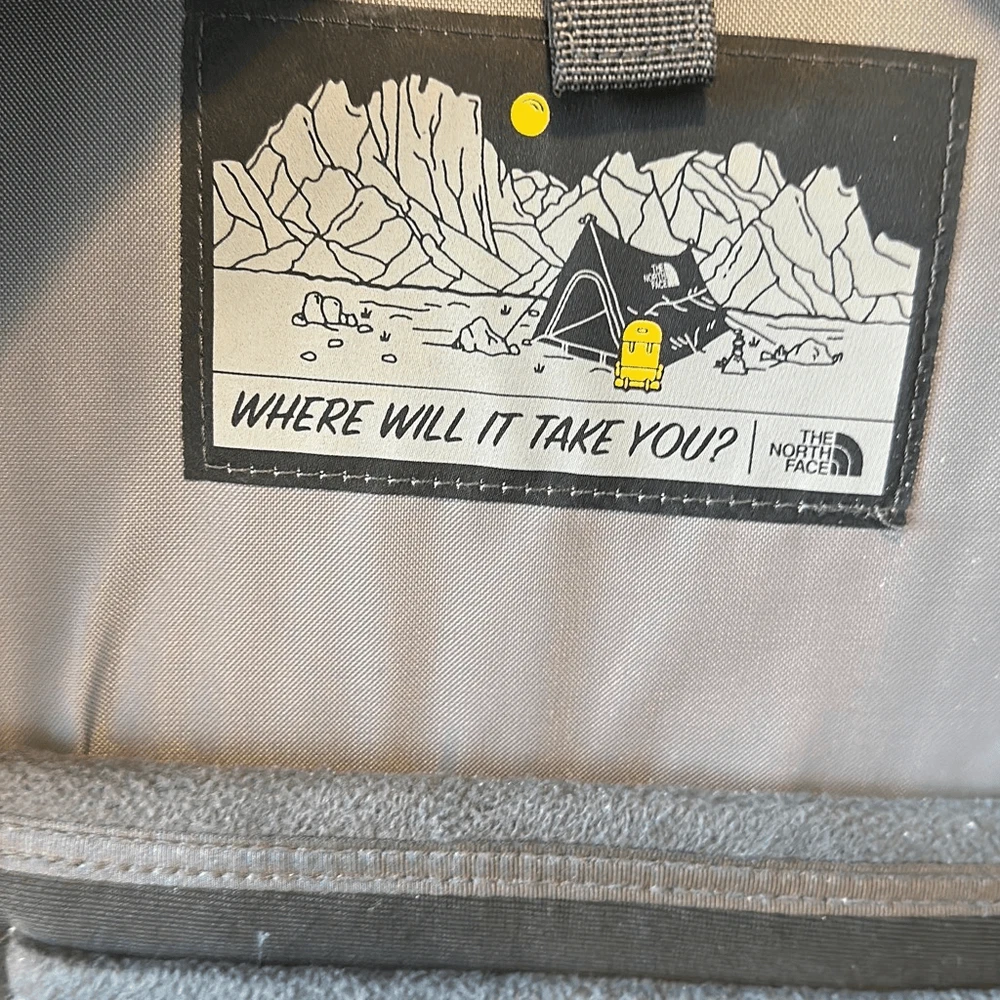 THE
NORTH
FACE
WHERE WILL IT TAKE YOU?
THE
NORTH
FACE